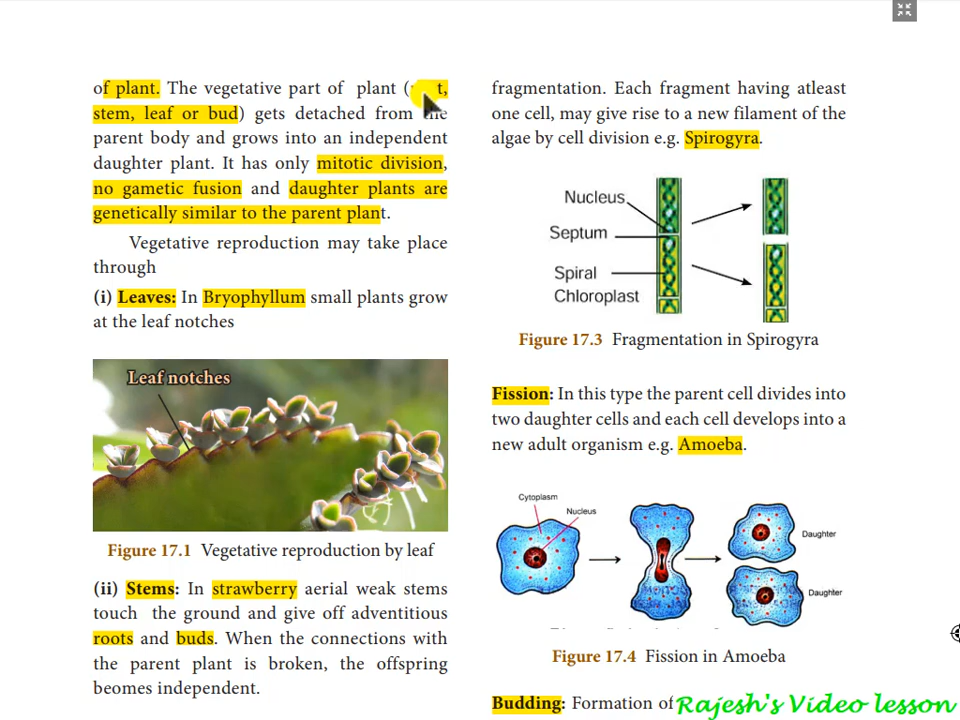 of plant. The vegetative part of plant ( t,
stem, leaf or bud) gets detached from the
parent body and grows into an independent
daughter plant. It has only mitotic division,
no gametic fusion and daughter plants are
genetically similar to the parent plant.
Vegetative reproduction may take place
through
(i) Leaves: In Bryophyllum small plants grow
at the leaf notches
Leaf notches
Figure 17.1 Vegetative reproduction by leaf
(ii) Stems: In strawberry aerial weak stems
touch the ground and give off adventitious
roots and buds. When the connections with
the parent plant is broken, the offspring
beomes independent.
fragmentation. Each fragment having atleast
one cell, may give rise to a new filament of the
algae by cell division e.g. Spirogyra.
Nucleus
Septum
Spiral
Chloroplast
Figure 17.3 Fragmentation in Spirogyra
Fission: In this type the parent cell divides into
two daughter cells and each cell develops into a
new adult organism e.g. Amoeba.
Cytoplasm
Nucleus
Daughter
Daughter
Figure 17.4 Fission in Amoeba
Budding: Formation of
Rajesh's Video lesson